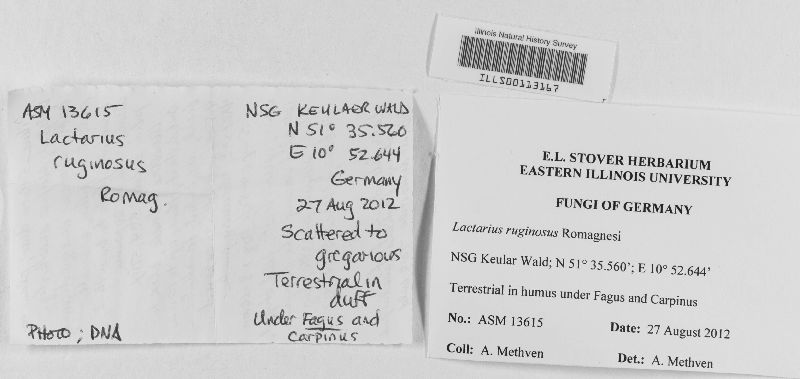 ASM 13615
Lactarius
ruginosus
Romag.
PHOTO; DNA
NSG KEULAER WALD
N 51° 35.560
E 10° 52.644
Germany
27 Aug 2012
Scattered to
gregarious
Terrestrial in
duff
Under Fagus and
Carpinus
Illinois Natural History Survey
ILLS00113167
E.L. STOVER HERBARIUM
EASTERN ILLINOIS UNIVERSITY
FUNGI OF GERMANY
Lactarius ruginosus Romagnesi
NSG Keular Wald; N 51° 35.560'; E 10° 52.644'
Terrestrial in humus under Fagus and Carpinus
No.: ASM 13615 Date: 27 August 2012
Coll: A. Methven Det.: A. Methven